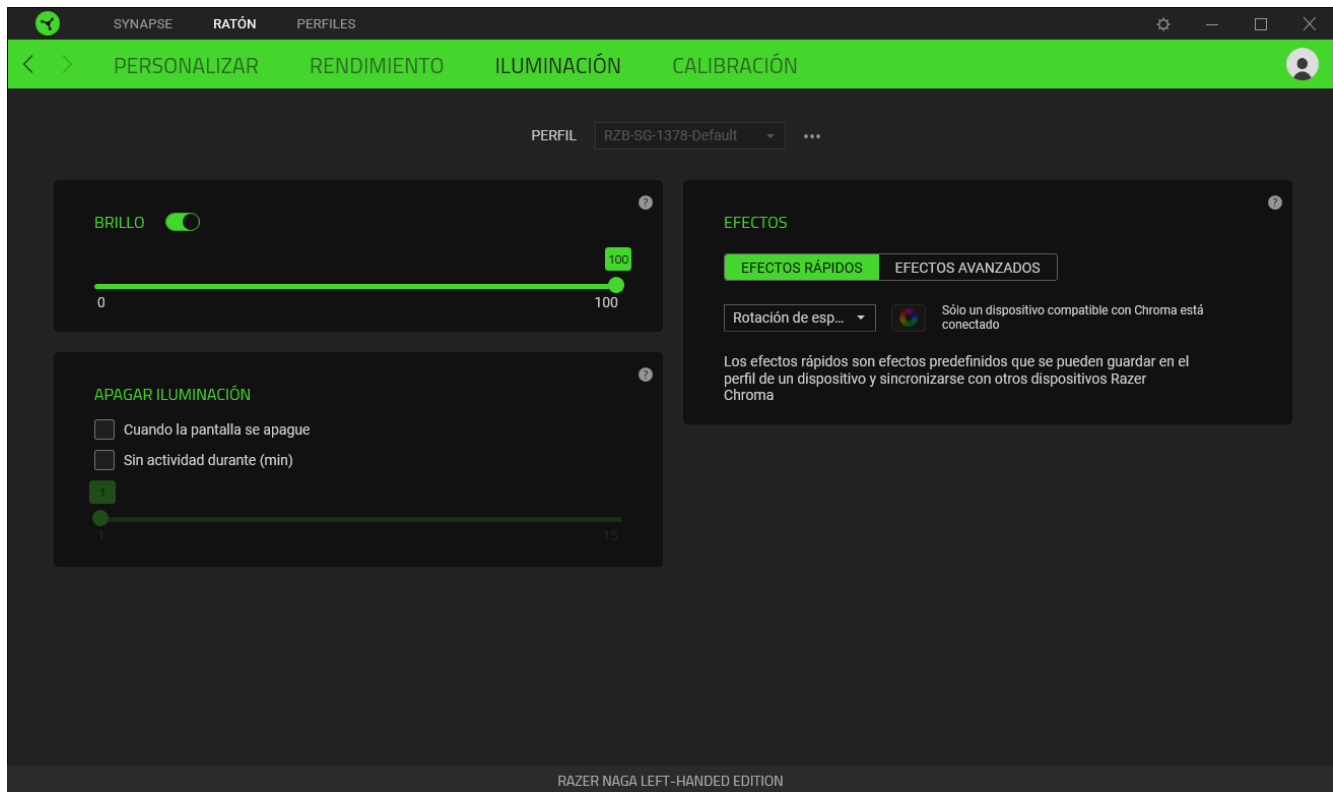 SYNAPSE RATÓN PERFILES
PERSONALIZAR RENDIMIENTO ILUMINACIÓN CALIBRACIÓN
PERFIL RZB-SG-1378-Default
BRILLO
100
0 100
APAGAR ILUMINACIÓN
Cuando la pantalla se apague
Sin actividad durante (min)
1
1 15
EFECTOS
EFECTOS RÁPIDOS EFECTOS AVANZADOS
Rotación de esp...
Sólo un dispositivo compatible con Chroma está
conectado
Los efectos rápidos son efectos predefinidos que se pueden guardar en el
perfil de un dispositivo y sincronizarse con otros dispositivos Razer
Chroma
RAZER NAGA LEFT-HANDED EDITION